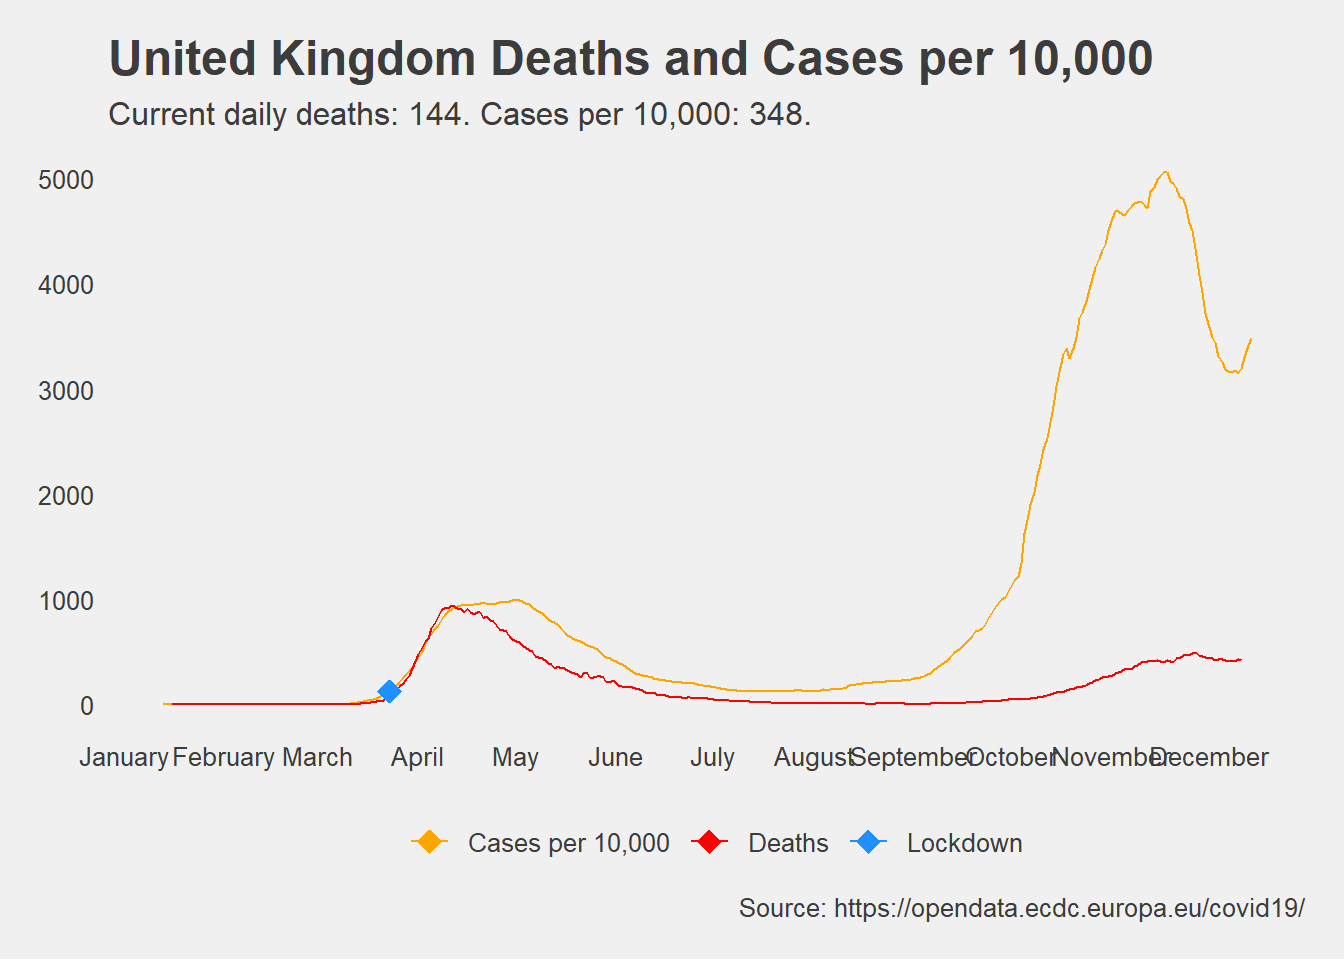 United Kingdom Deaths and Cases per 10,000
Current daily deaths: 144. Cases per 10,000: 348.
5000
4000
3000
2000
1000
0
January February March April May June July August September October November December
Cases per 10,000 Deaths Lockdown
Source: https://opendata.ecdc.europa.eu/covid19/